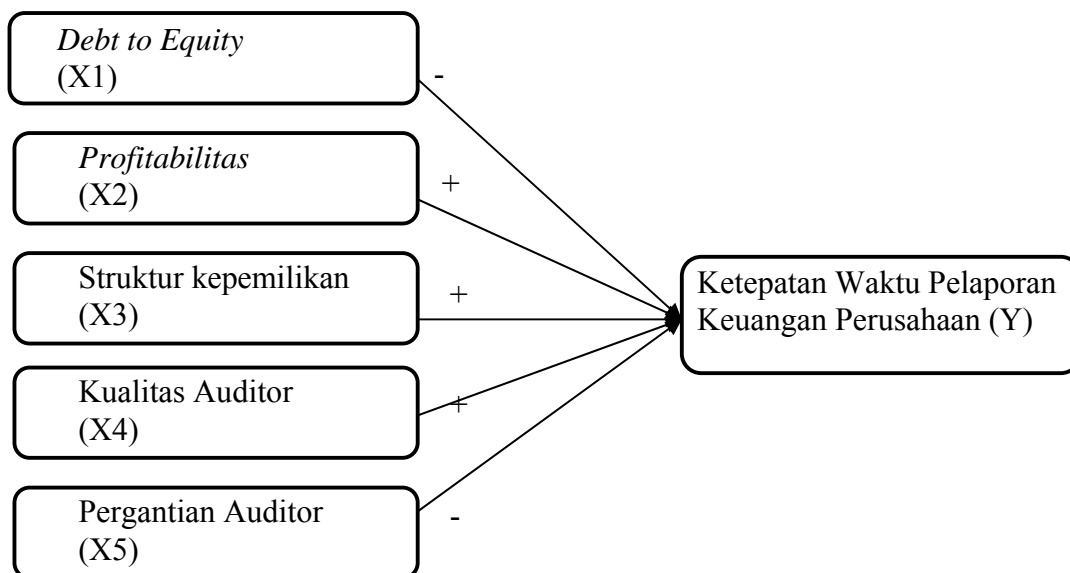 Debt to Equity
(X1)
-
Profitabilitas
(X2)
+
Struktur kepemilikan
(X3)
+
Ketepatan Waktu Pelaporan
Keuangan Perusahaan (Y)
Kualitas Auditor
(X4)
+
Pergantian Auditor
(X5)
-